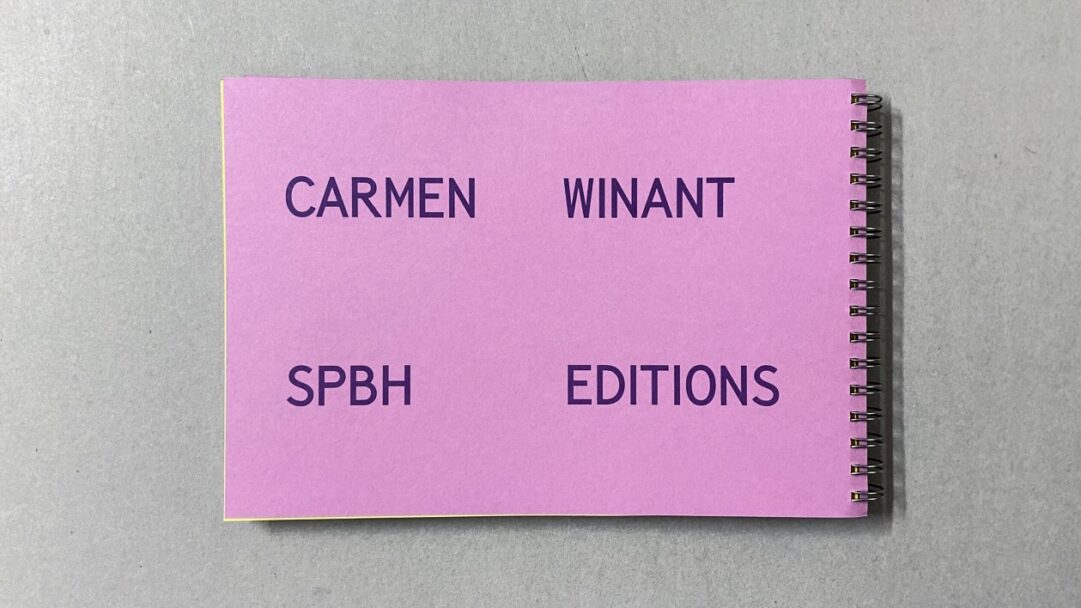 CARMEN WINANT
SPBH EDITIONS